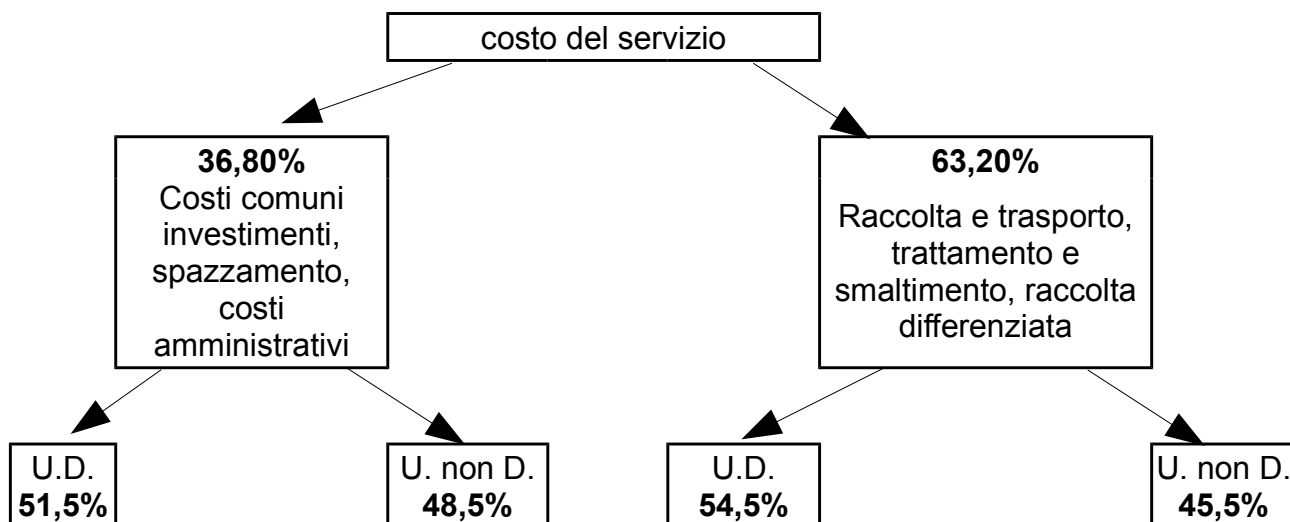 costo del servizio
36,80%
Costi comuni
investimenti,
spazzamento,
costi
amministrativi
63,20%
Raccolta e trasporto,
trattamento e
smaltimento, raccolta
differenziata
U.D.
51,5%
U. non D.
48,5%
U.D.
54,5%
U. non D.
45,5%